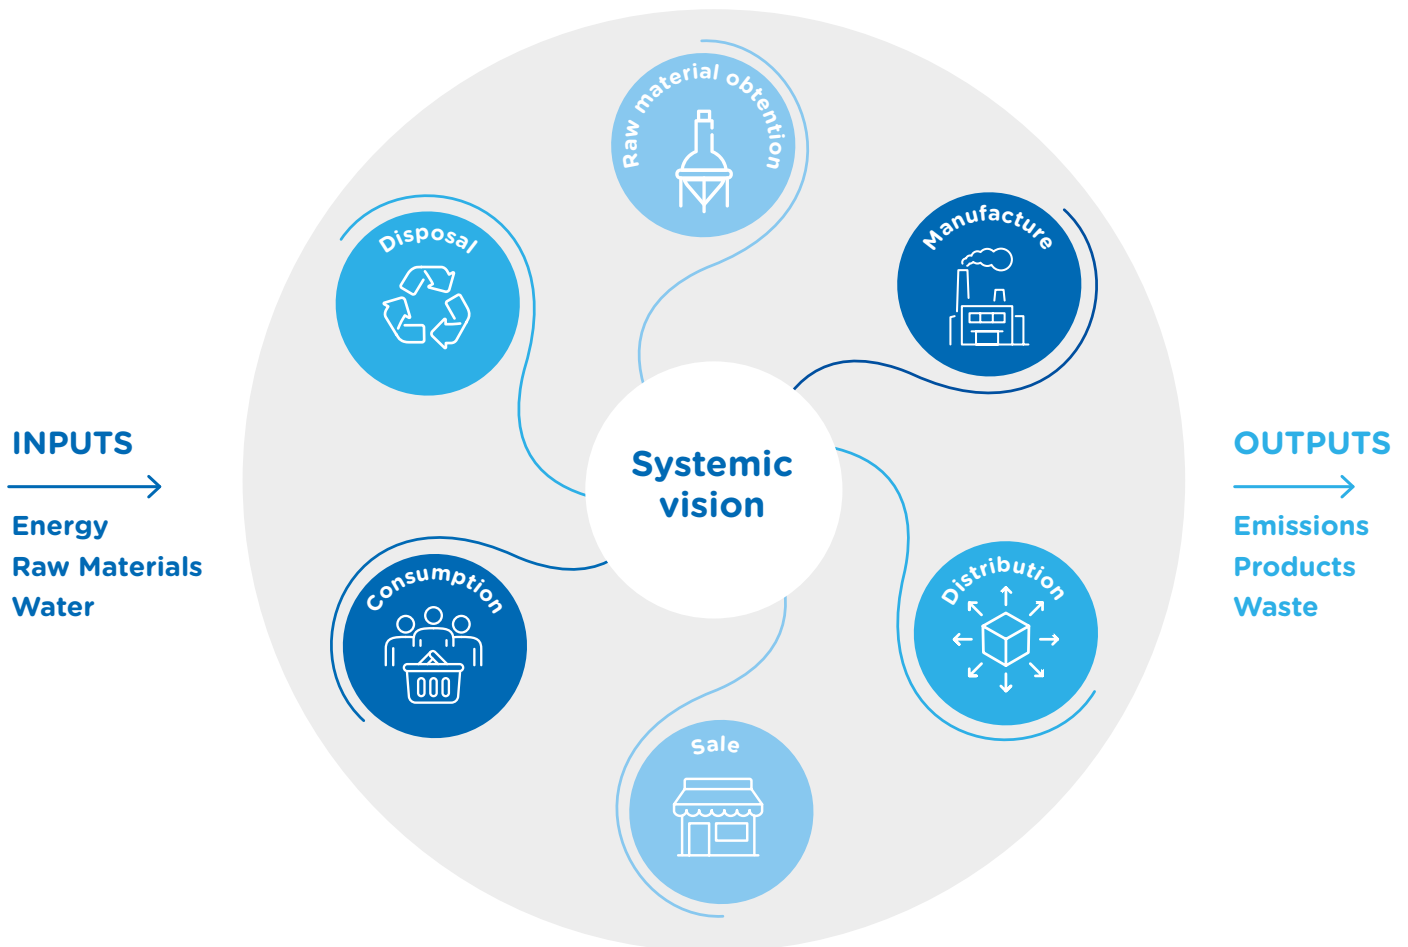 Raw material obtention
Manufacture
Disposal
INPUTS
Energy
Raw Materials
Water
Systemic
vision
OUTPUTS
Emissions
Products
Waste
Consumption
Distribution
Sale